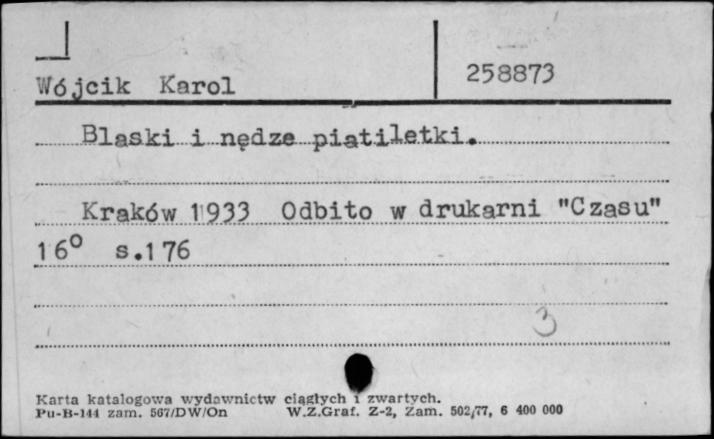 Wójcik Karol 258873
Blaski i nędze piatiletki.
Kraków 1933 Odbito w drukarni "Czasu"
16° s.176
3
Karta katalogowa wydawnictw ciągłych i zwartych.
Pu-B-144 zam. 567/DW/On W.Z.Graf. Z-2, Zam. 502/77, 6 400 000